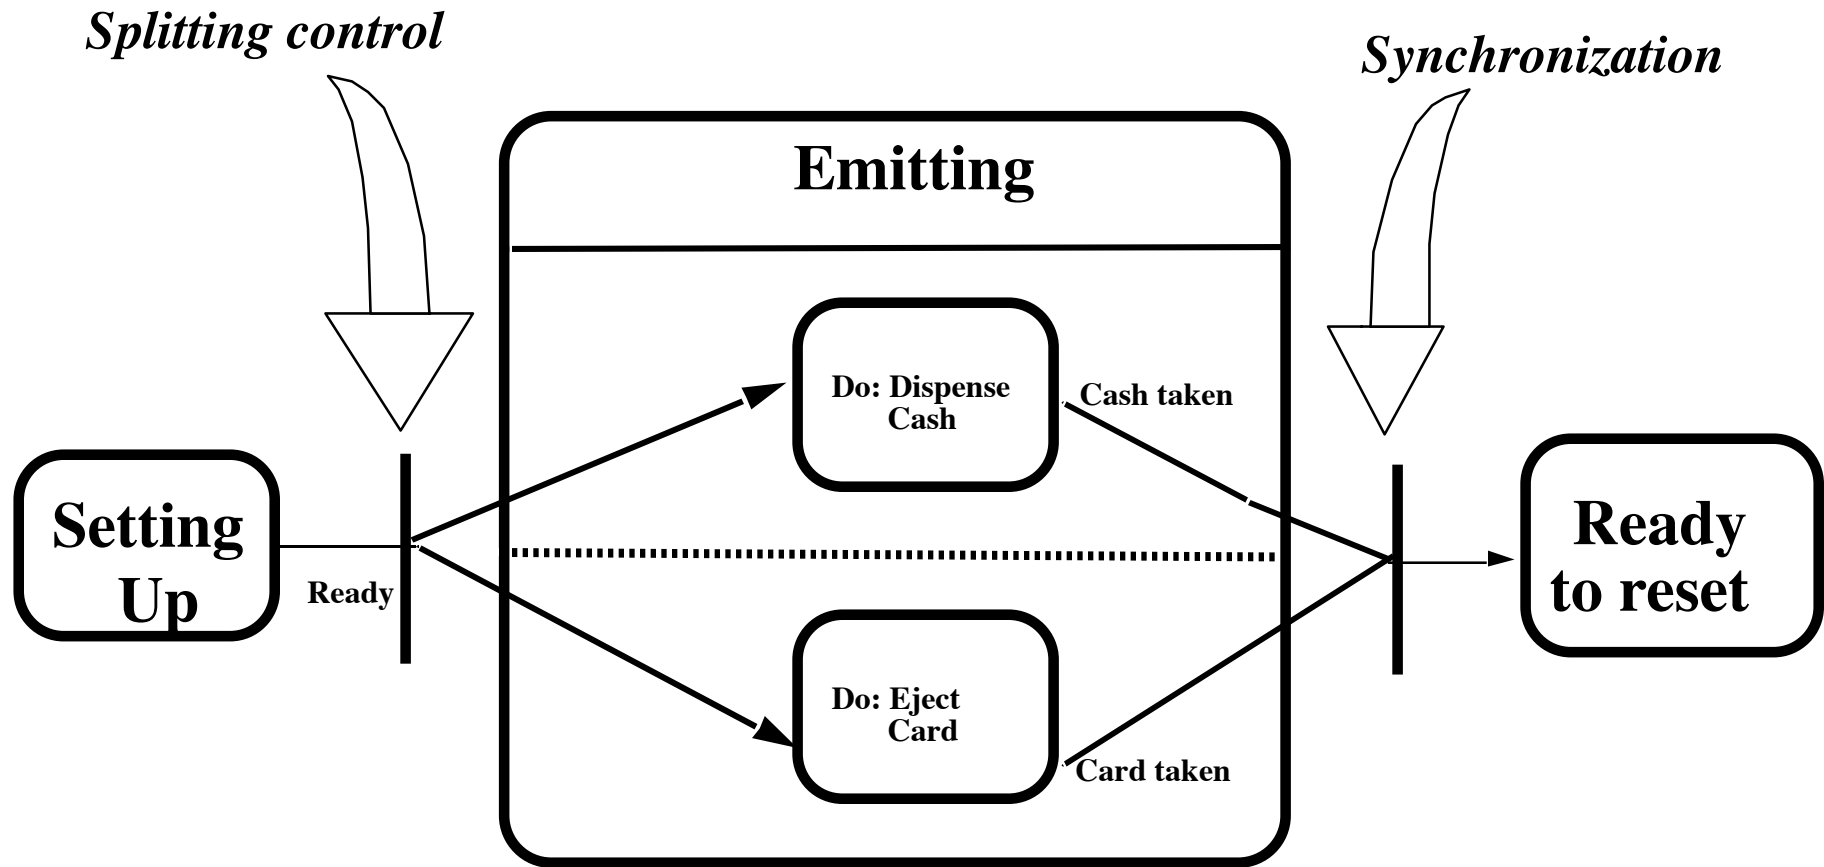 Splitting control
Synchronization
Emitting
Do: Dispense
Cash
Cash taken
Setting
Up
Ready
Ready
to reset
Do: Eject
Card
Card taken